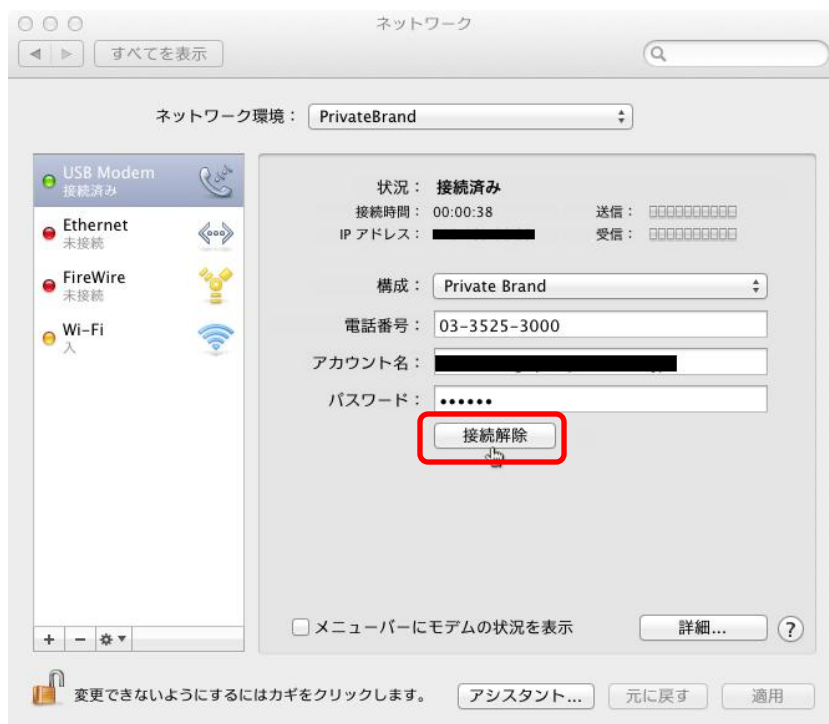 ネットワーク
すべてを表示
ネットワーク環境： PrivateBrand
USB Modem
接続済み
Ethernet
未接続
FireWire
未接続
Wi-Fi
入
状況： 接続済み
接続時間： 00:00:38 送信：
IP アドレス： 受信：
構成： Private Brand
電話番号： 03-3525-3000
アカウント名：
パスワード： ••••••
接続解除
メニューバーにモデムの状況を表示
詳細...
?
+ −
変更できないようにするにはカギをクリックします。
アシスタント...
元に戻す
適用